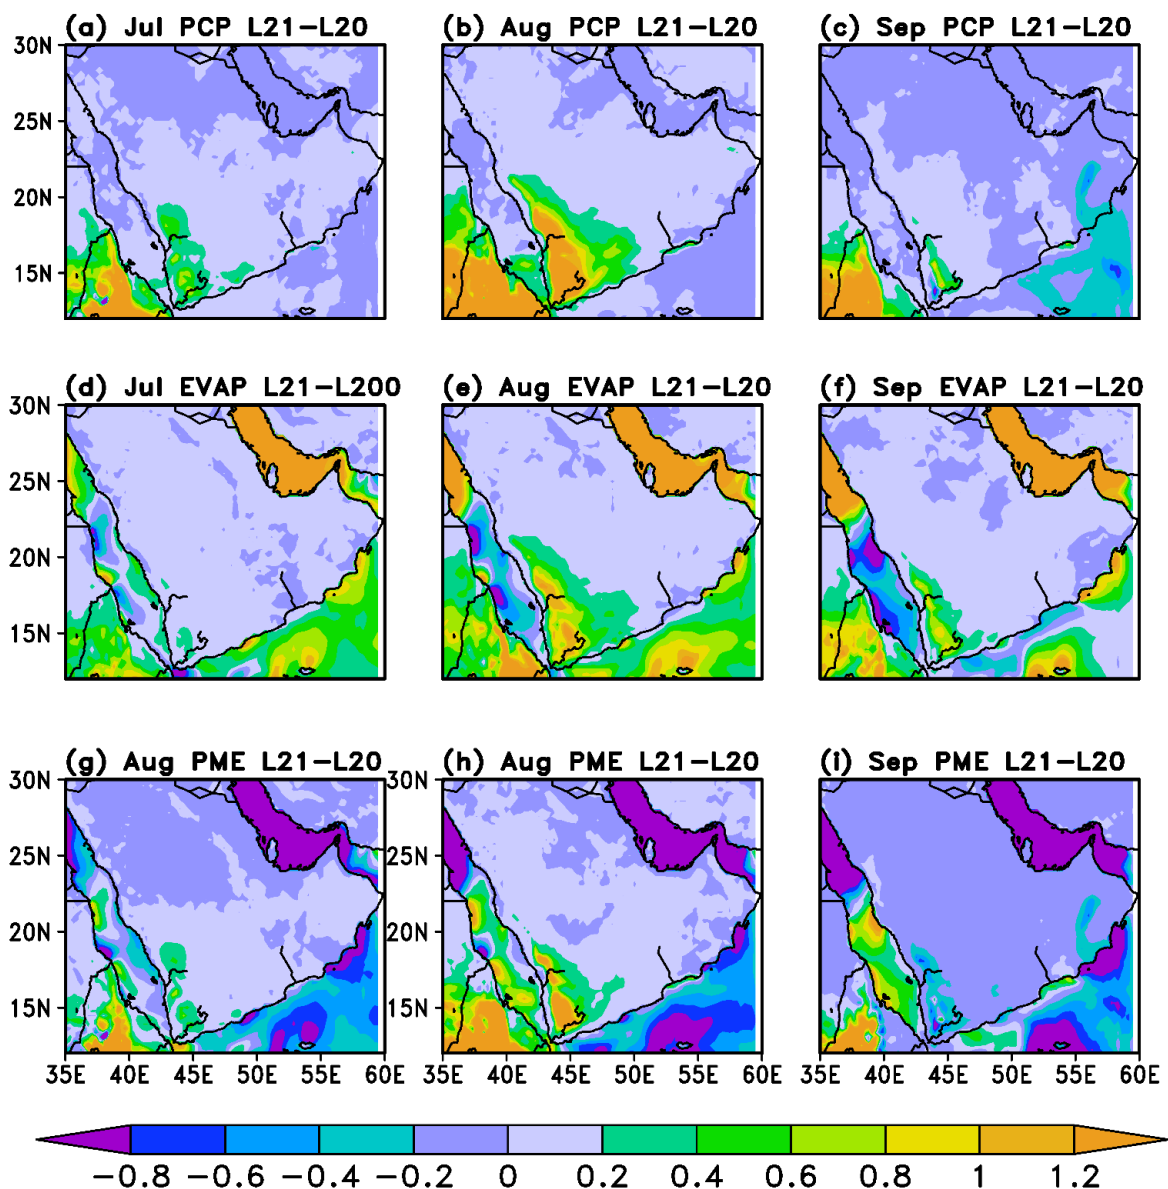 (a) Jul PCP L21-L20 (b) Aug PCP L21-L20 (c) Sep PCP L21-L20
30N
25N
20N
15N
(d) Jul EVAP L21-L200 (e) Aug EVAP L21-L20 (f) Sep EVAP L21-L20
30N 30N
25N 25N
20N 20N
15N 15N
(g) Aug PME L21-L20 (h) Aug PME L21-L20 (i) Sep PME L21-L20
30N 30N
25N 25N
20N 20N
15N 15N
35E 40E 45E 50E 55E 60E 35E 40E 45E 50E 55E 60E 35E 40E 45E 50E 55E 60E
-0.8 -0.6 -0.4 -0.2 0 0.2 0.4 0.6 0.8 1 1.2